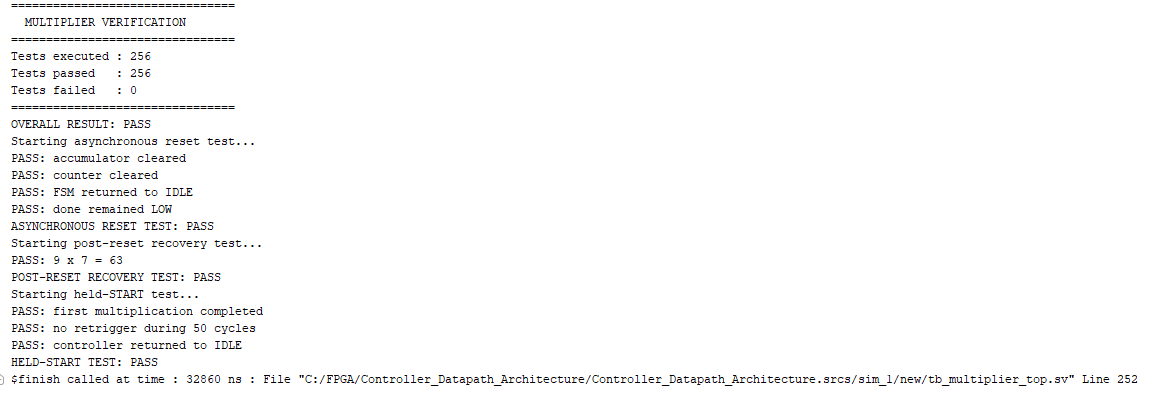 ================================
  MULTIPLIER VERIFICATION
================================
Tests executed : 256
Tests passed   : 256
Tests failed   : 0
================================
OVERALL RESULT: PASS
Starting asynchronous reset test...
PASS: accumulator cleared
PASS: counter cleared
PASS: FSM returned to IDLE
PASS: done remained LOW
ASYNCHRONOUS RESET TEST: PASS
Starting post-reset recovery test...
PASS: 9 x 7 = 63
POST-RESET RECOVERY TEST: PASS
Starting held-START test...
PASS: first multiplication completed
PASS: no retrigger during 50 cycles
PASS: controller returned to IDLE
HELD-START TEST: PASS
$finish called at time : 32860 ns : File "C:/FPGA/Controller_Datapath_Architecture/Controller_Datapath_Architecture.srcs/sim_1/new/tb_multiplier_top.sv" Line 252